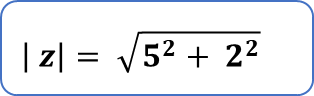 | z| = √5² + 2²